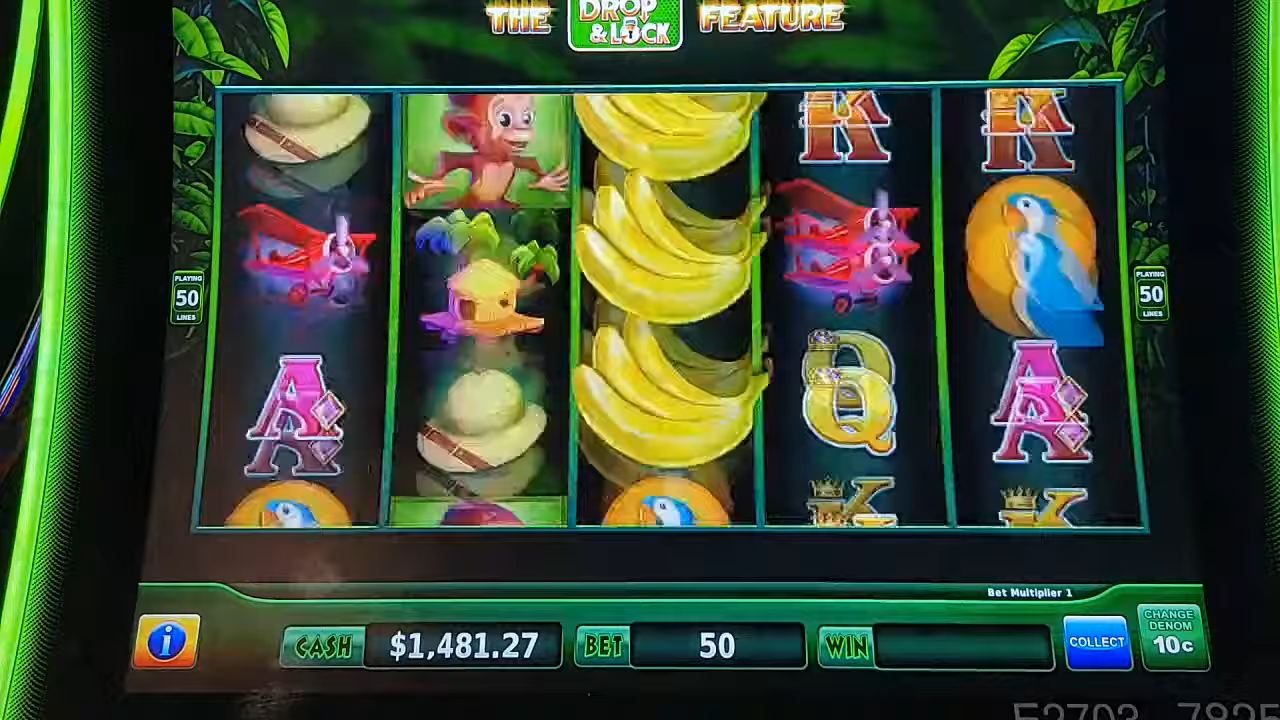 THE DROP & LOCK FEATURE
K K
PLAYING 50 LINES
PLAYING 50 LINES
Q
A A
K K
Bet Multiplier 1
CASH $1,481.27 BET 50 WIN COLLECT
CHANGE DENOM 10¢